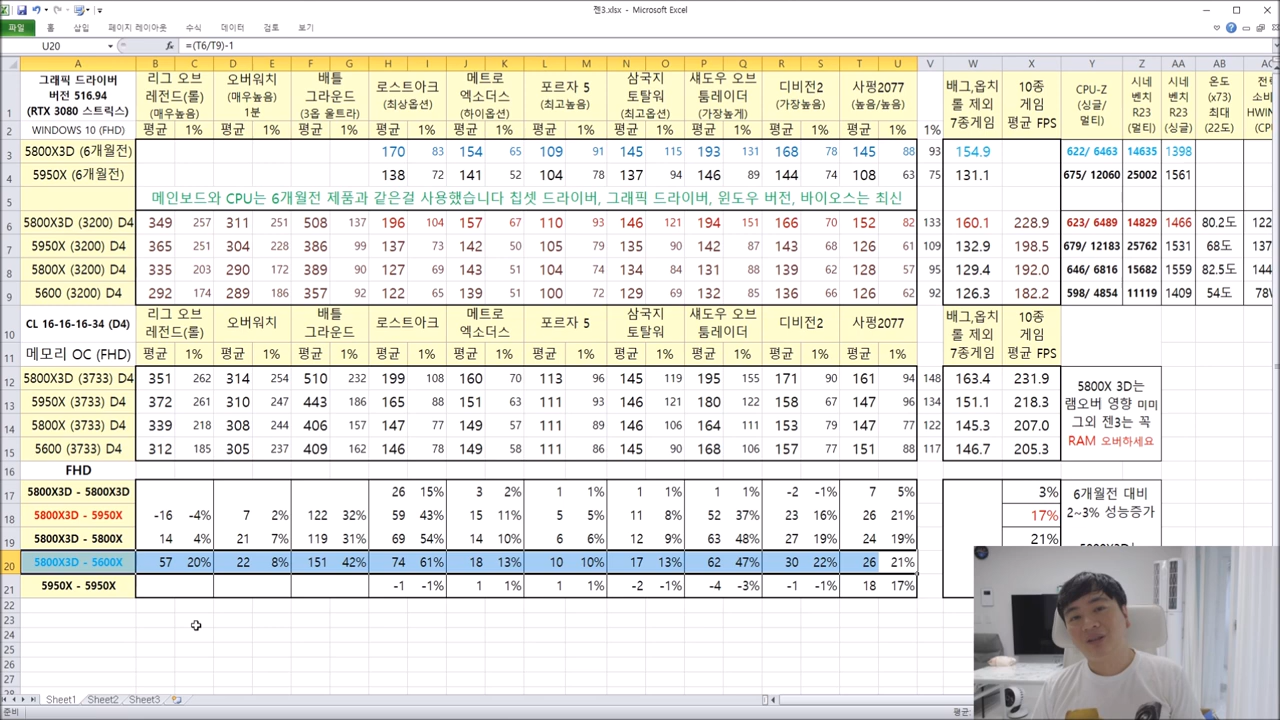 젠3.xlsx - Microsoft Excel
파일 홈 삽입 페이지 레이아웃 수식 데이터 검토 보기
U20 fx =(T6/T9)-1
A B C D E F G H I J K L M N O P Q R S T U V W X Y Z AA AB AC
1 그래픽 드라이버 버전 516.94 (RTX 3080 스트릭스) 리그 오브 레전드(롤) (매우높음) 오버워치 (매우높음) 1분 배틀 그라운드 (3옵 울트라) 로스트아크 (최상옵션) 메트로 엑소더스 (하이옵션) 포르자 5 (최고높음) 삼국지 토탈워 (최고옵션) 섀도우 오브 툼레이더 (가장높게) 디비전2 (가장높음) 사펑2077 (높음/높음) 배그,옵치 롤 제외 7종게임 10종 게임 평균 FPS CPU-Z (싱글/ 멀티) 시네 벤치 R23 (멀티) 시네 벤치 R23 (싱글) 온도 (x73) 최대 (22도)
2 WINDOWS 10 (FHD) 평균 1% 평균 1% 평균 1% 평균 1% 평균 1% 평균 1% 평균 1% 평균 1% 평균 1% 평균 1% 1%
3 5800X3D (6개월전) 170 83 154 65 109 91 145 115 193 131 168 78 145 88 93 154.9 622/ 6463 14635 1398
4 5950X (6개월전) 138 72 141 52 104 78 137 94 146 89 144 78 108 63 75 131.1 675/ 12060 25002 1561
5 메인보드와 CPU는 6개월전 제품과 같은걸 사용했습니다 칩셋 드라이버, 그래픽 드라이버, 윈도우 버전, 바이오스는 최신
6 5800X3D (3200) D4 349 257 311 251 508 137 196 104 157 67 110 93 146 121 194 151 166 70 152 82 133 160.1 228.9 623/ 6489 14829 1466 80.2도
7 5950X (3200) D4 365 251 304 228 386 99 137 73 142 52 105 79 135 90 142 87 143 68 126 61 109 132.9 198.5 679/ 12183 25762 1531 68도
8 5800X (3200) D4 335 203 290 172 389 90 127 69 143 51 104 74 134 84 131 88 139 62 128 57 95 129.4 192.0 646/ 6816 15682 1559 82.5도
9 5600 (3200) D4 292 174 289 186 357 92 122 65 139 51 100 72 129 69 132 85 136 66 126 62 92 126.3 182.2 598/ 4854 11119 1409 54도
10 CL 16-16-16-34 (D4) 리그 오브 레전드(롤) 오버워치 배틀 그라운드 로스트아크 메트로 엑소더스 포르자 5 삼국지 토탈워 섀도우 오브 툼레이더 디비전2 사펑2077 배그,옵치 롤 제외 7종게임 10종 게임 평균 FPS
11 메모리 OC (FHD) 평균 1% 평균 1% 평균 1% 평균 1% 평균 1% 평균 1% 평균 1% 평균 1% 평균 1% 평균 1%
12 5800X3D (3733) D4 351 262 314 254 510 232 199 108 160 70 113 96 145 119 195 155 171 90 161 94 148 163.4 231.9
13 5950X (3733) D4 372 261 310 247 443 186 165 88 151 63 111 93 146 121 180 122 158 67 147 96 134 151.1 218.3
14 5800X (3733) D4 339 218 308 244 406 157 147 77 149 58 111 89 146 106 164 111 153 79 147 77 122 145.3 207.0
15 5600 (3733) D4 312 185 305 237 409 162 146 78 149 57 111 86 145 90 168 106 157 77 151 88 117 146.7 205.3
5800X 3D는
램오버 영향 미미
그외 젠3는 꼭
RAM 오버하세요
16 FHD
17 5800X3D - 5800X3D 26 15% 3 2% 1 1% 1 1% 1 1% -2 -1% 7 5% 3%
18 5800X3D - 5950X -16 -4% 7 2% 122 32% 59 43% 15 11% 5 5% 11 8% 52 37% 23 16% 26 21% 17%
19 5800X3D - 5800X 14 4% 21 7% 119 31% 69 54% 14 10% 6 6% 12 9% 63 48% 27 19% 24 19% 21%
20 5800X3D - 5600X 57 20% 22 8% 151 42% 74 61% 18 13% 10 10% 17 13% 62 47% 30 22% 26 21%
21 5950X - 5950X -1 -1% 1 1% 1 1% -2 -1% -4 -3% -1 -1% 18 17%
6개월전 대비
2~3% 성능증가
22
23
24
25
26
27
28
Sheet1 Sheet2 Sheet3
준비 평균: